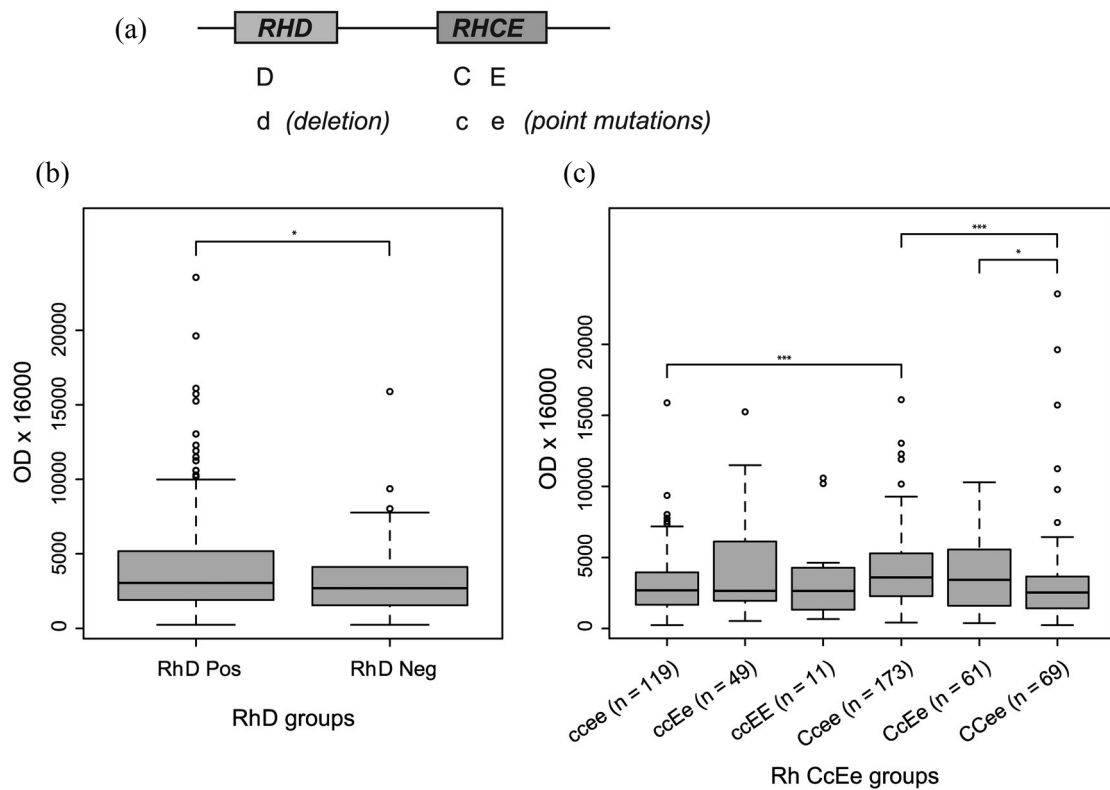 (a)
RHD RHCE
D C E
d (deletion) c e (point mutations)
(b)
*
OD x 16000
20000
15000
10000
5000
0
RhD Pos RhD Neg
RhD groups
(c)
***
*
***
OD x 16000
20000
15000
10000
5000
0
ccee (n = 119)
ccEe (n = 49)
ccEE (n = 11)
Ccee (n = 173)
CcEe (n = 61)
CCee (n = 69)
Rh CcEe groups